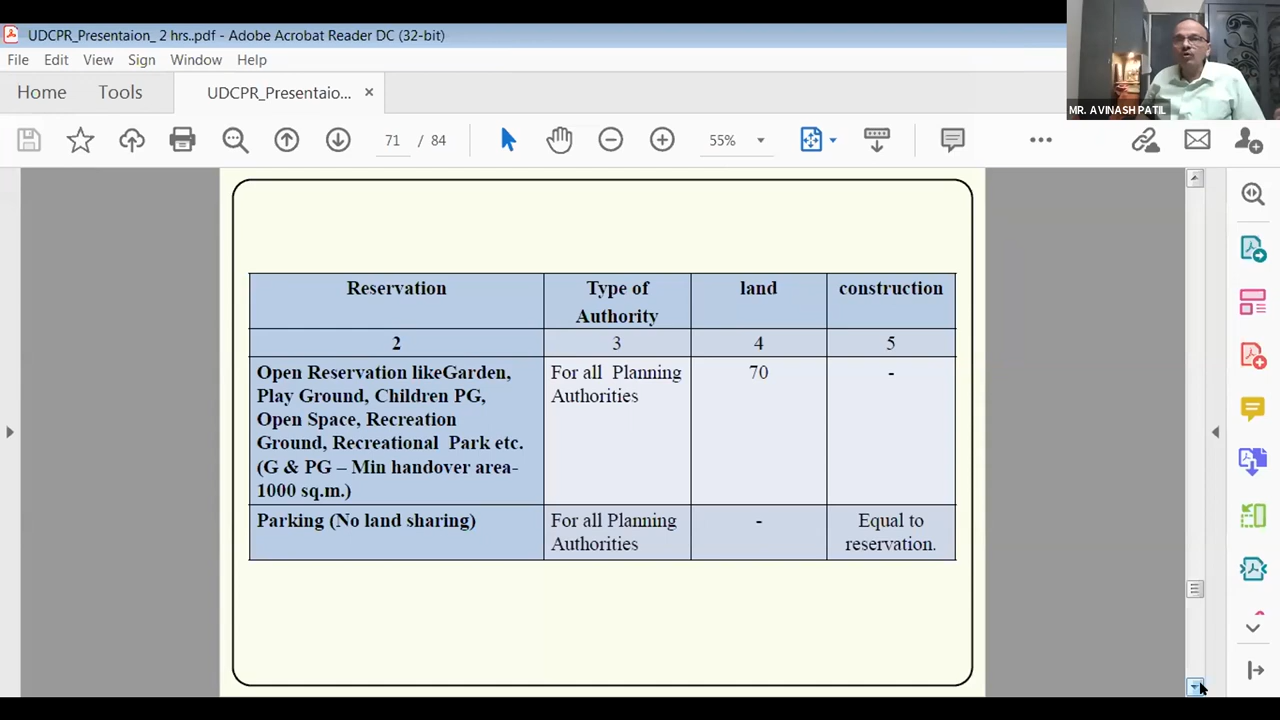 UDCPR_Presentaion_ 2 hrs..pdf - Adobe Acrobat Reader DC (32-bit)
File Edit View Sign Window Help
Home Tools UDCPR_Presentaio... ×
71 / 84 55%
MR. AVINASH PATIL
Reservation Type of Authority land construction
2 3 4 5
Open Reservation likeGarden,
Play Ground, Children PG,
Open Space, Recreation
Ground, Recreational Park etc.
(G & PG – Min handover area-
1000 sq.m.)
For all Planning
Authorities
70
-
Parking (No land sharing)
For all Planning
Authorities
-
Equal to
reservation.